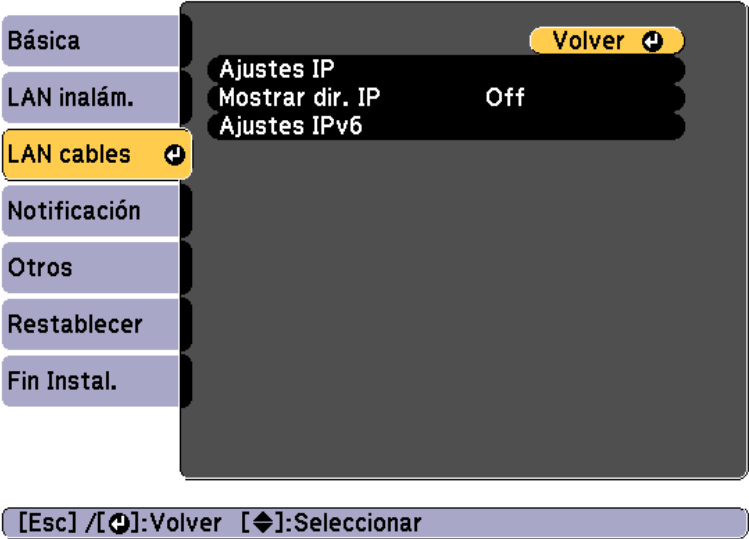 Básica
LAN inalám.
LAN cables
Notificación
Otros
Restablecer
Fin Instal.
Volver
Ajustes IP
Mostrar dir. IP Off
Ajustes IPv6
[Esc] /[↵]:Volver [◆]:Seleccionar